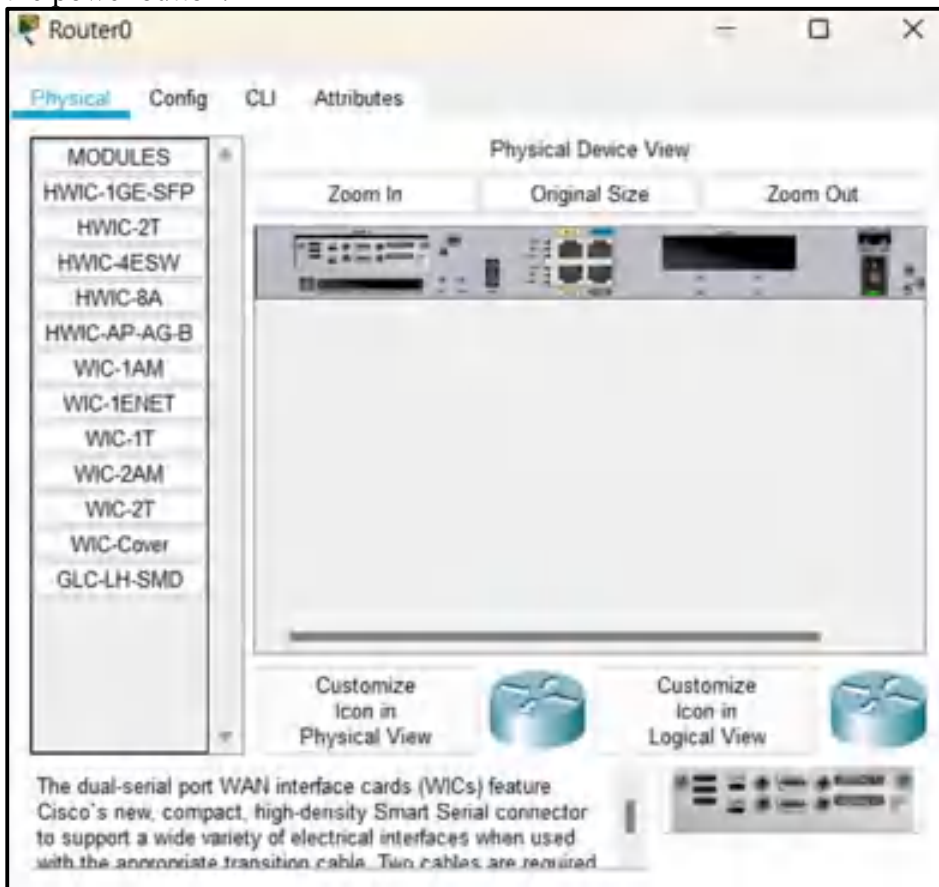 the power button.
Router0
Physical Config CLI Attributes
MODULES
HWIC-1GE-SFP
HWIC-2T
HWIC-4ESW
HWIC-8A
HWIC-AP-AG-B
WIC-1AM
WIC-1ENET
WIC-1T
WIC-2AM
WIC-2T
WIC-Cover
GLC-LH-SMD
Physical Device View
Zoom In Original Size Zoom Out
Customize
Icon in
Physical View
Customize
Icon in
Logical View
The dual-serial port WAN interface cards (WICs) feature
Cisco`s new, compact, high-density Smart Serial connector
to support a wide variety of electrical interfaces when used
with the appropriate transition cable. Two cables are required